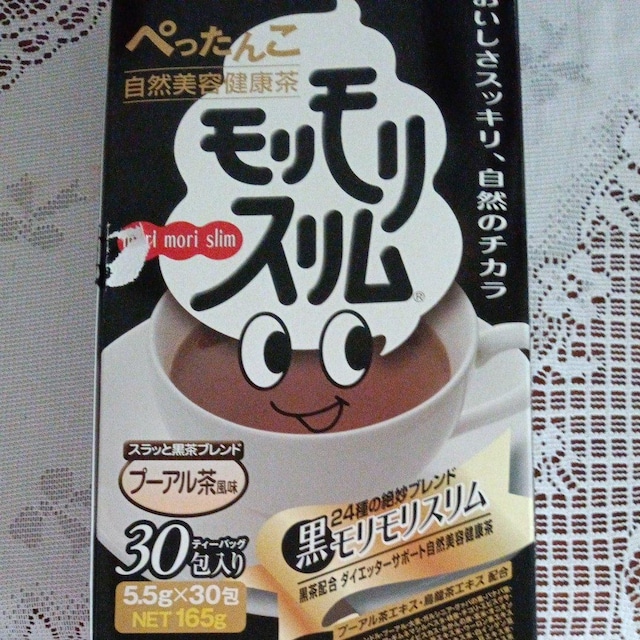 ぺったんこ
自然美容健康茶
モリモリ
スリム®
mori slim
おいしさスッキリ、自然のチカラ
スラッと黒茶ブレンド
プーアル茶風味
30ティーバッグ包入り
5.5g×30包
NET165g
24種の絶妙ブレンド
黒モリモリスリム
黒茶配合 ダイエッターサポート自然美容健康茶
プーアル茶エキス・烏龍茶エキス 配合